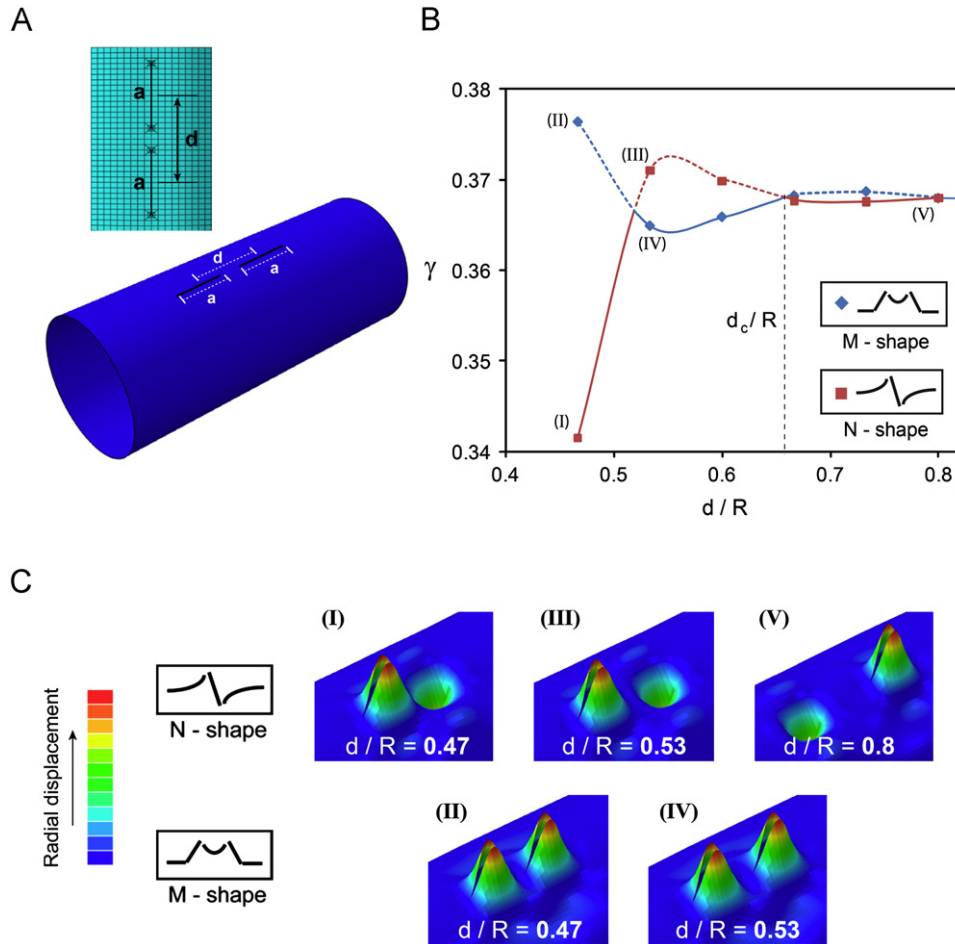 A
a
d
a
d
a
a
B
0.38
0.37
0.36
0.35
0.34
γ
0.4
0.5
0.6
0.7
0.8
d / R
(I)
(II)
(III)
(IV)
(V)
d c / R
M - shape
N - shape
C
Radial displacement
N - shape
M - shape
(I)
d / R = 0.47
(III)
d / R = 0.53
(V)
d / R = 0.8
(II)
d / R = 0.47
(IV)
d / R = 0.53